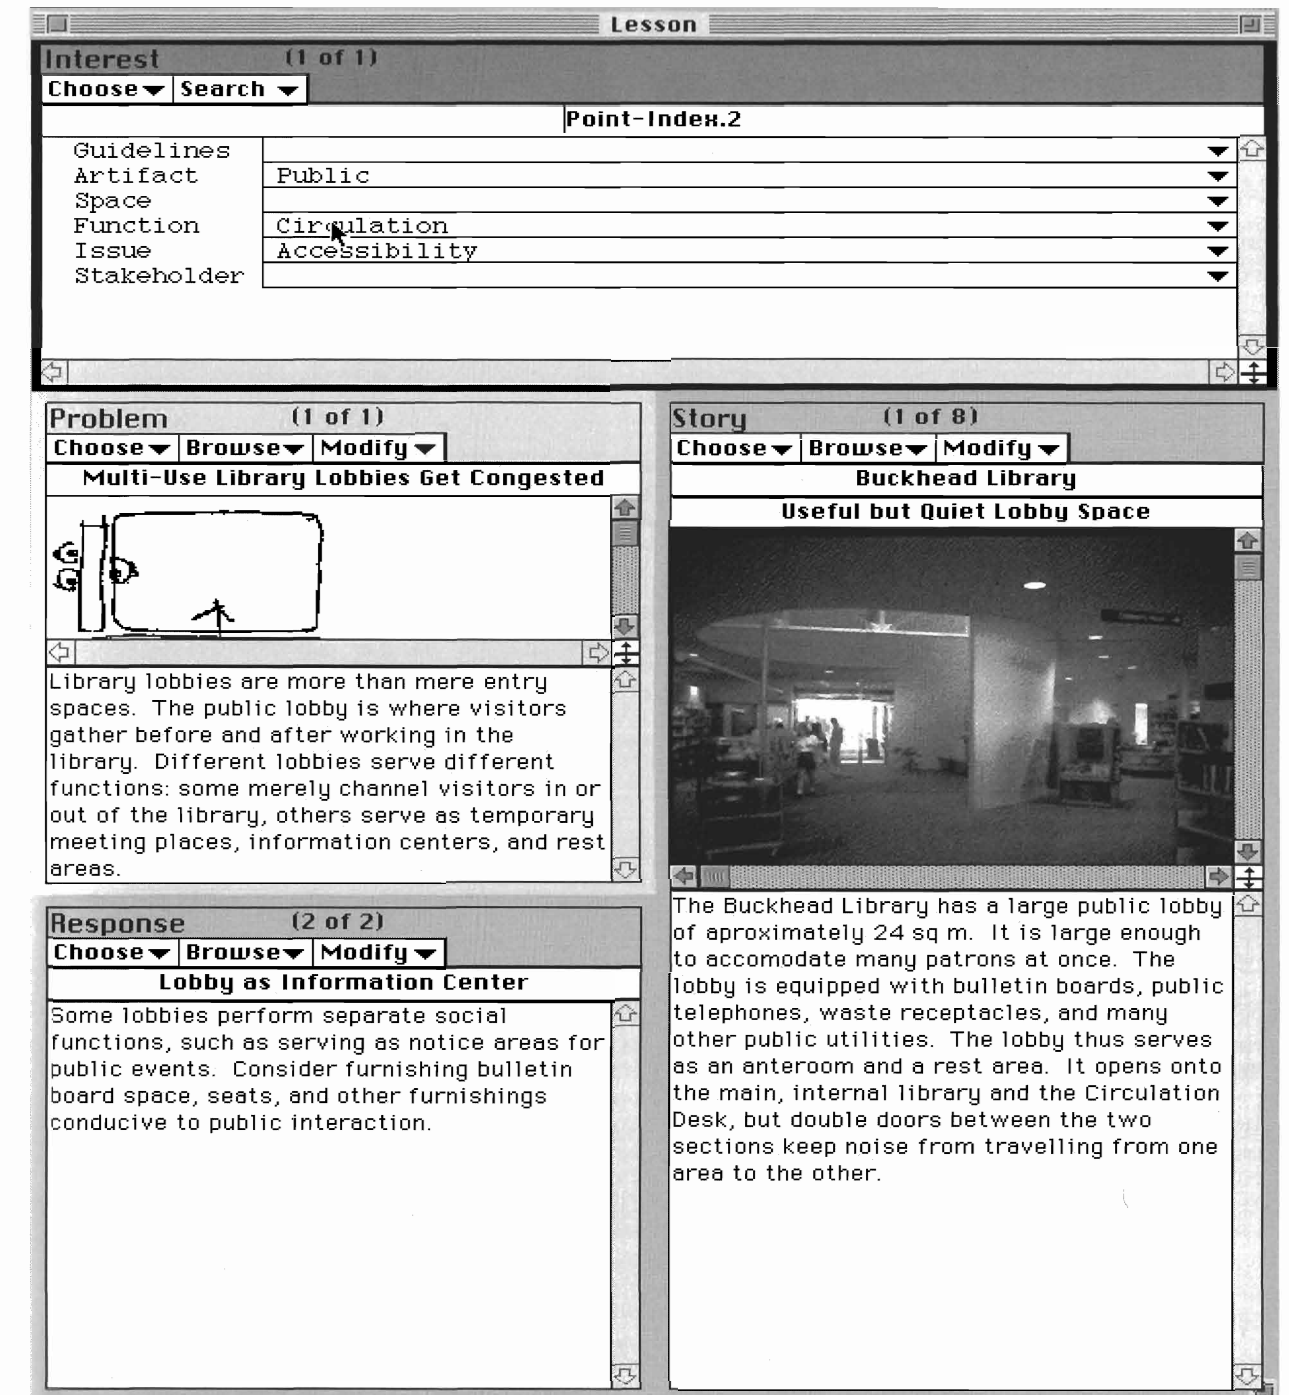 Lesson
Interest (1 of 1)
Choose Search
Point-Index.2
Guidelines
Artifact Public
Space
Function Circulation
Issue Accessibility
Stakeholder
Problem (1 of 1)
Choose Browse Modify
Multi-Use Library Lobbies Get Congested
Library lobbies are more than mere entry
spaces. The public lobby is where visitors
gather before and after working in the
library. Different lobbies serve different
functions: some merely channel visitors in or
out of the library, others serve as temporary
meeting places, information centers, and rest
areas.
Response (2 of 2)
Choose Browse Modify
Lobby as Information Center
Some lobbies perform separate social
functions, such as serving as notice areas for
public events. Consider furnishing bulletin
board space, seats, and other furnishings
conducive to public interaction.
Story (1 of 8)
Choose Browse Modify
Buckhead Library
Useful but Quiet Lobby Space
The Buckhead Library has a large public lobby
of aproximately 24 sq m. It is large enough
to accomodate many patrons at once. The
lobby is equipped with bulletin boards, public
telephones, waste receptacles, and many
other public utilities. The lobby thus serves
as an anteroom and a rest area. It opens onto
the main, internal library and the Circulation
Desk, but double doors between the two
sections keep noise from travelling from one
area to the other.